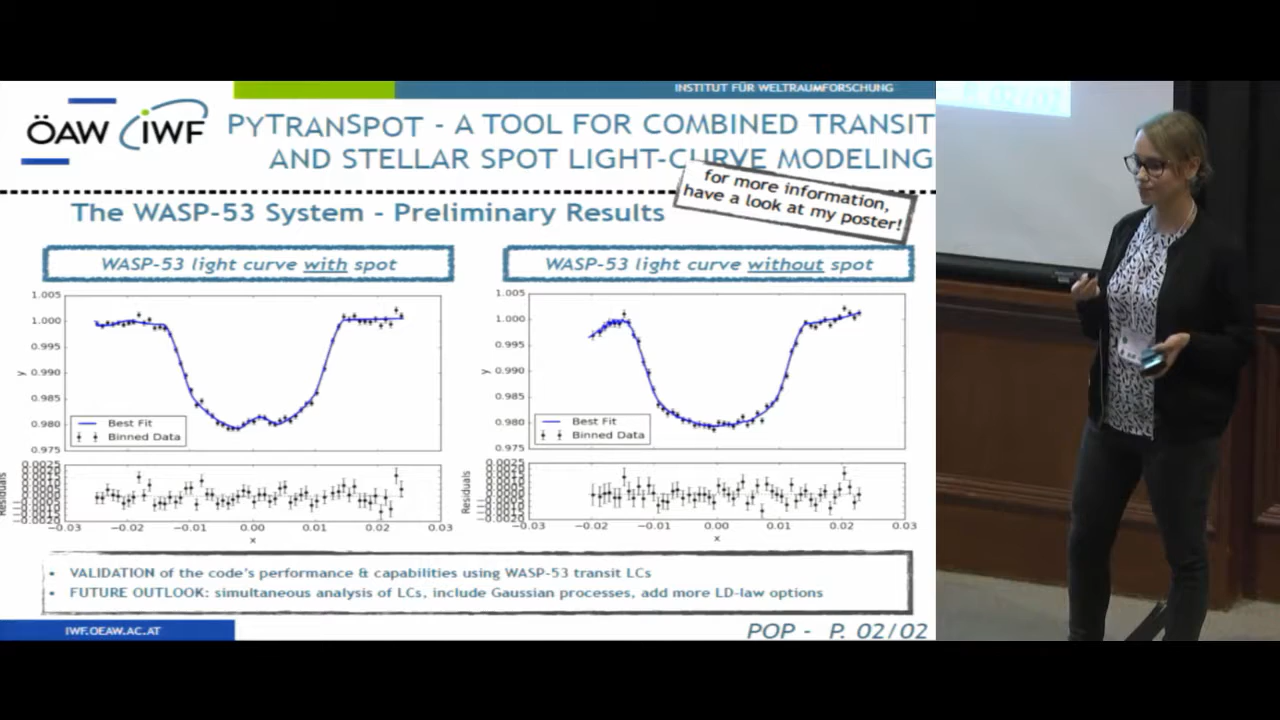 INSTITUT FÜR WELTRAUMFORSCHUNG
ÖAW IWF
PYTRANSPOT - A TOOL FOR COMBINED TRANSIT
AND STELLAR SPOT LIGHT-CURVE MODELING
for more information,
have a look at my poster!
The WASP-53 System - Preliminary Results
WASP-53 light curve with spot
1.005
1.000
0.995
0.990
0.985
0.980
0.975
y
Best Fit
Binned Data
Residuals
−0.03 −0.02 −0.01 0.00 0.01 0.02 0.03
x
WASP-53 light curve without spot
1.005
1.000
0.995
0.990
0.985
0.980
0.975
y
Best Fit
Binned Data
Residuals
−0.03 −0.02 −0.01 0.00 0.01 0.02 0.03
x
• VALIDATION of the code's performance & capabilities using WASP-53 transit LCs
• FUTURE OUTLOOK: simultaneous analysis of LCs, include Gaussian processes, add more LD-law options
IWF.OEAW.AC.AT
POP - P. 02/02
P. 02/02